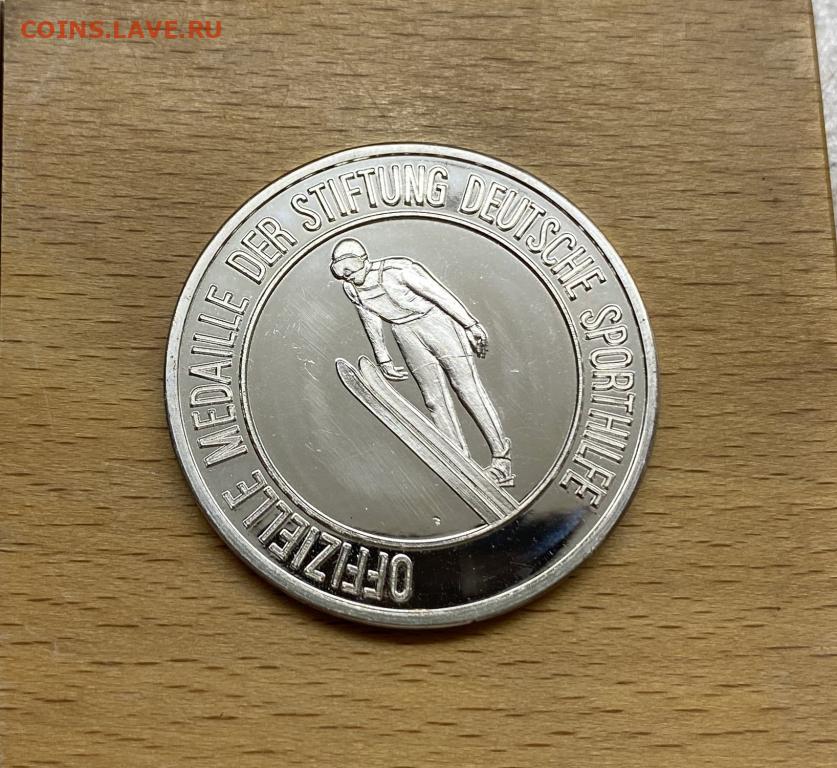 COINS.LAVE.RU
OFFIZIELLE MEDAILLE DER STIFTUNG DEUTSCHE SPORTHILFE